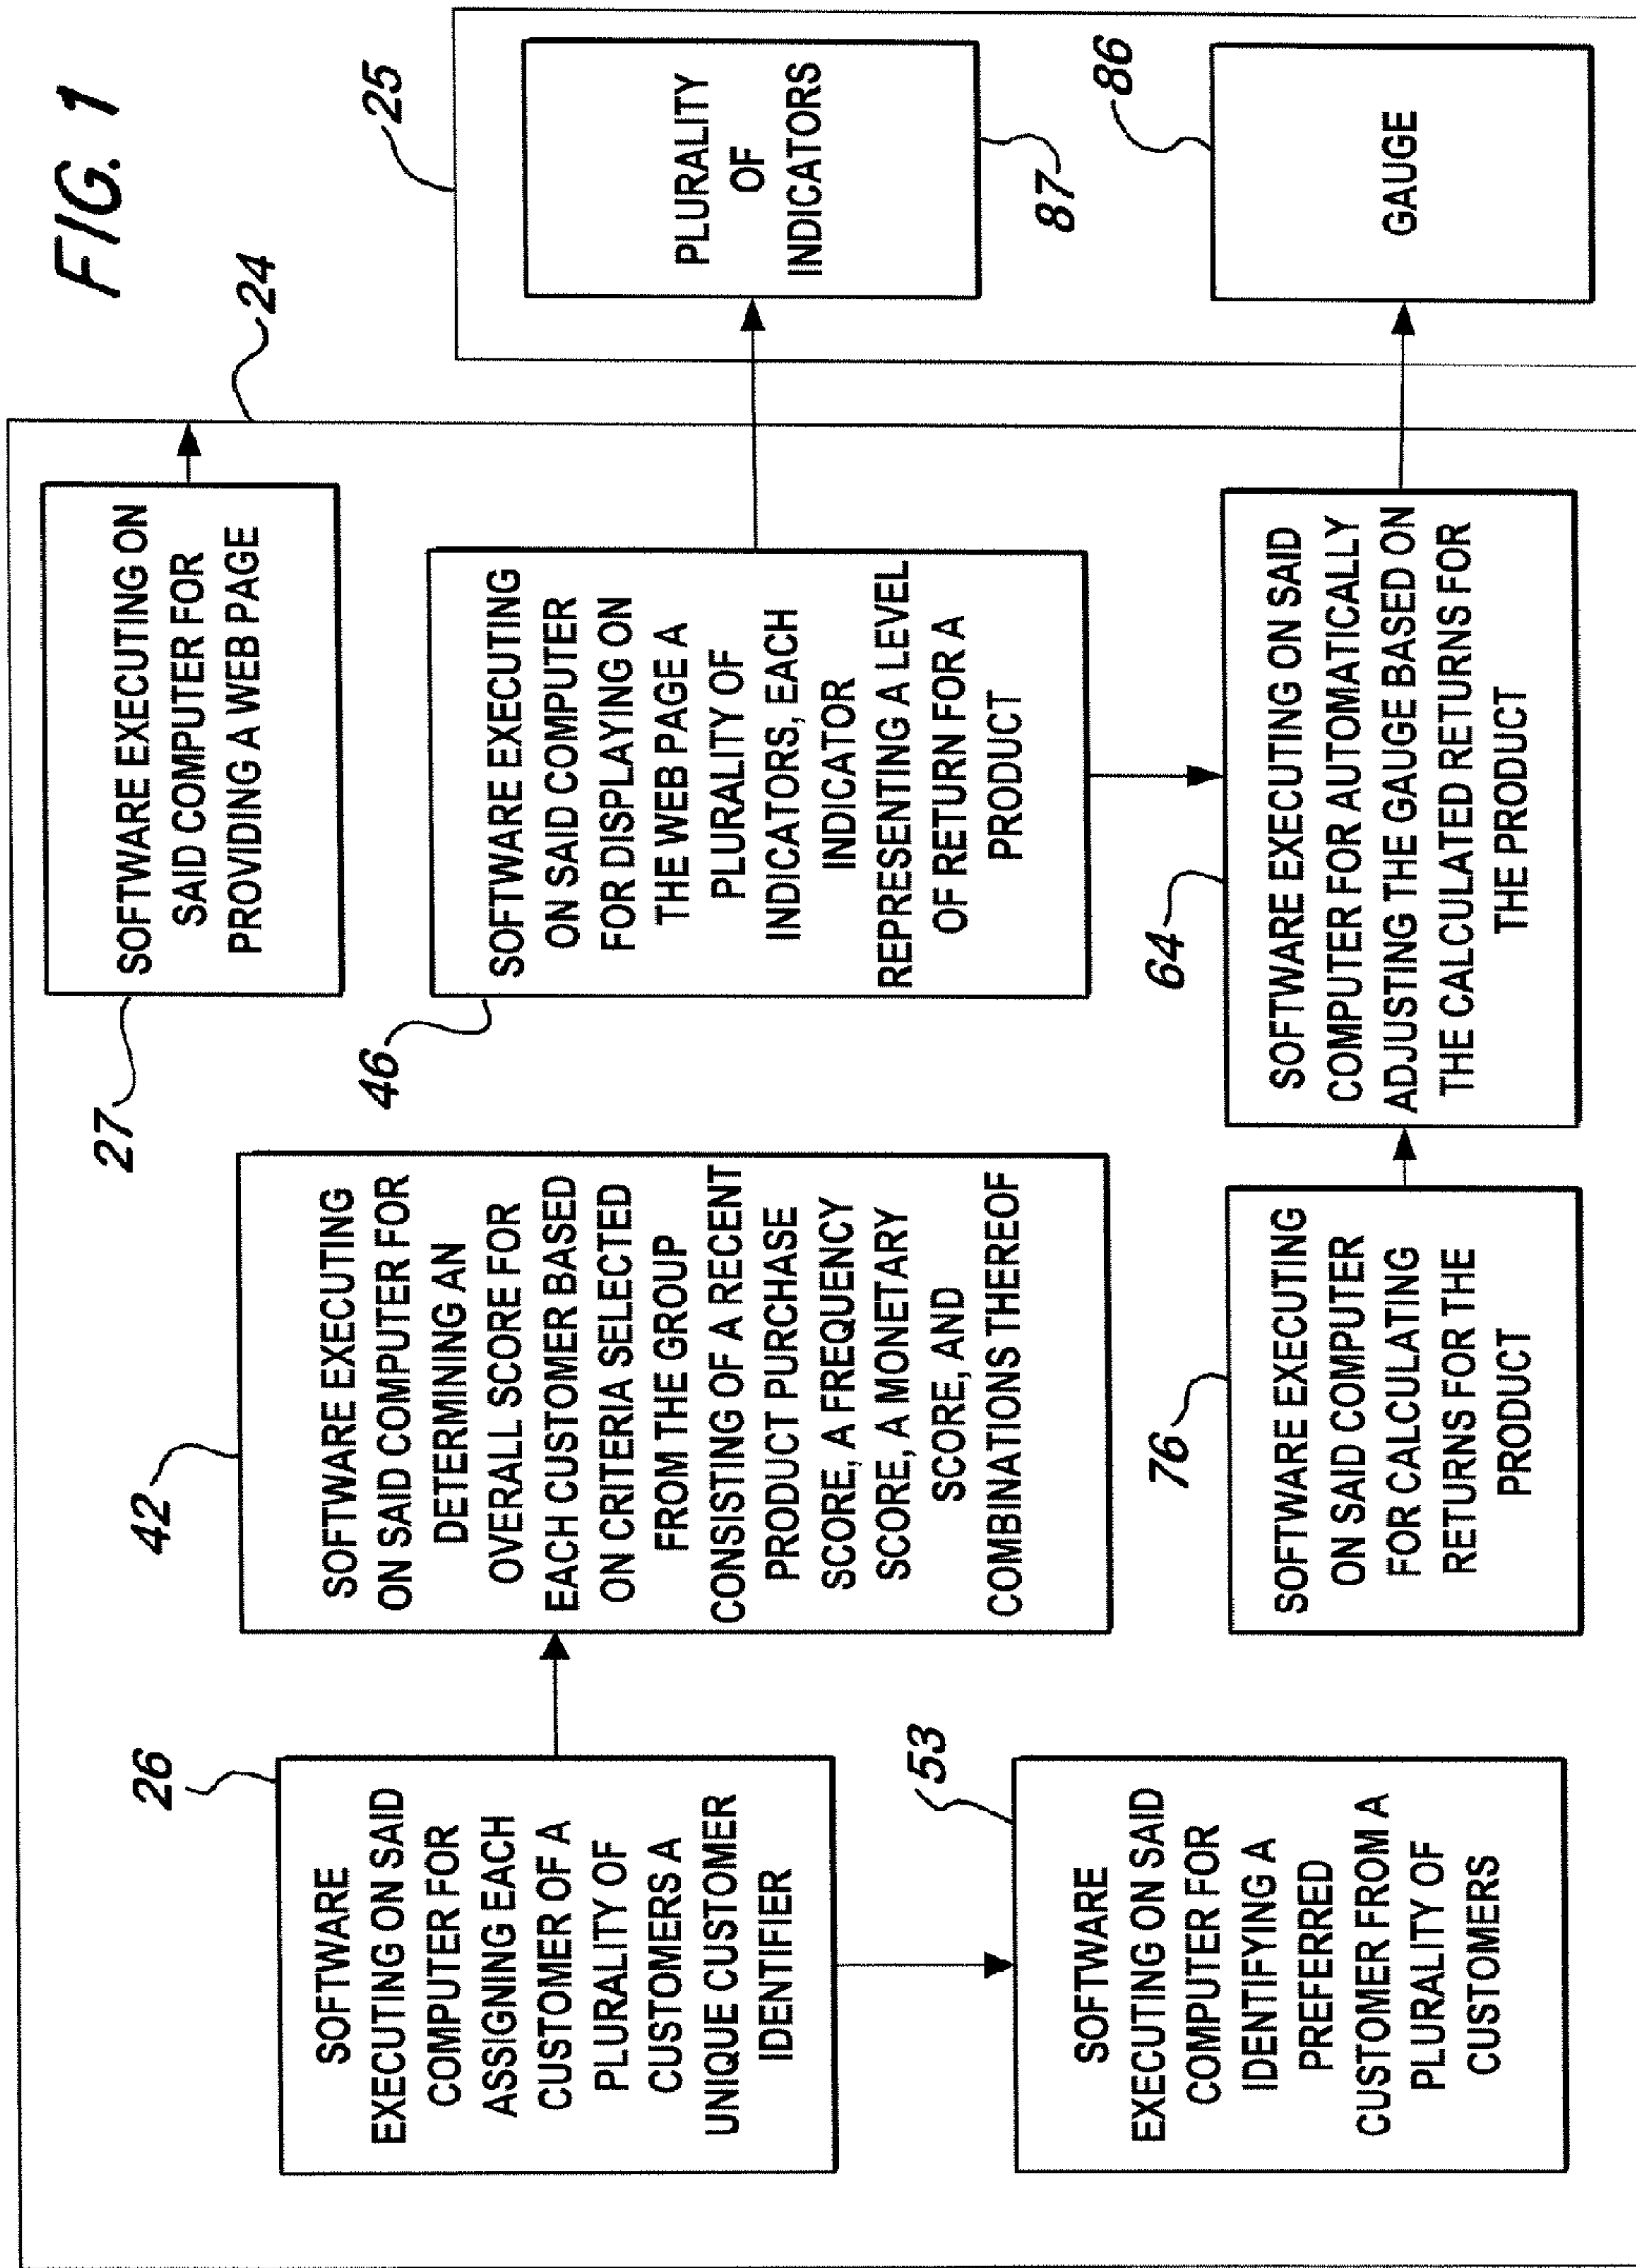 FIG. 1
24
25
27
SOFTWARE EXECUTING ON
SAID COMPUTER FOR
PROVIDING A WEB PAGE
26
SOFTWARE
EXECUTING ON SAID
COMPUTER FOR
ASSIGNING EACH
CUSTOMER OF A
PLURALITY OF
CUSTOMERS A
UNIQUE CUSTOMER
IDENTIFIER
42
SOFTWARE EXECUTING
ON SAID COMPUTER FOR
DETERMINING AN
OVERALL SCORE FOR
EACH CUSTOMER BASED
ON CRITERIA SELECTED
FROM THE GROUP
CONSISTING OF A RECENT
PRODUCT PURCHASE
SCORE, A FREQUENCY
SCORE, A MONETARY
SCORE, AND
COMBINATIONS THEREOF
46
SOFTWARE EXECUTING
ON SAID COMPUTER
FOR DISPLAYING ON
THE WEB PAGE A
PLURALITY OF
INDICATORS, EACH
INDICATOR
REPRESENTING A LEVEL
OF RETURN FOR A
PRODUCT
PLURALITY
OF
INDICATORS
87
53
SOFTWARE
EXECUTING ON SAID
COMPUTER FOR
IDENTIFYING A
PREFERRED
CUSTOMER FROM A
PLURALITY OF
CUSTOMERS
76
SOFTWARE EXECUTING
ON SAID COMPUTER
FOR CALCULATING
RETURNS FOR THE
PRODUCT
64
SOFTWARE EXECUTING ON SAID
COMPUTER FOR AUTOMATICALLY
ADJUSTING THE GAUGE BASED ON
THE CALCULATED RETURNS FOR
THE PRODUCT
86
GAUGE